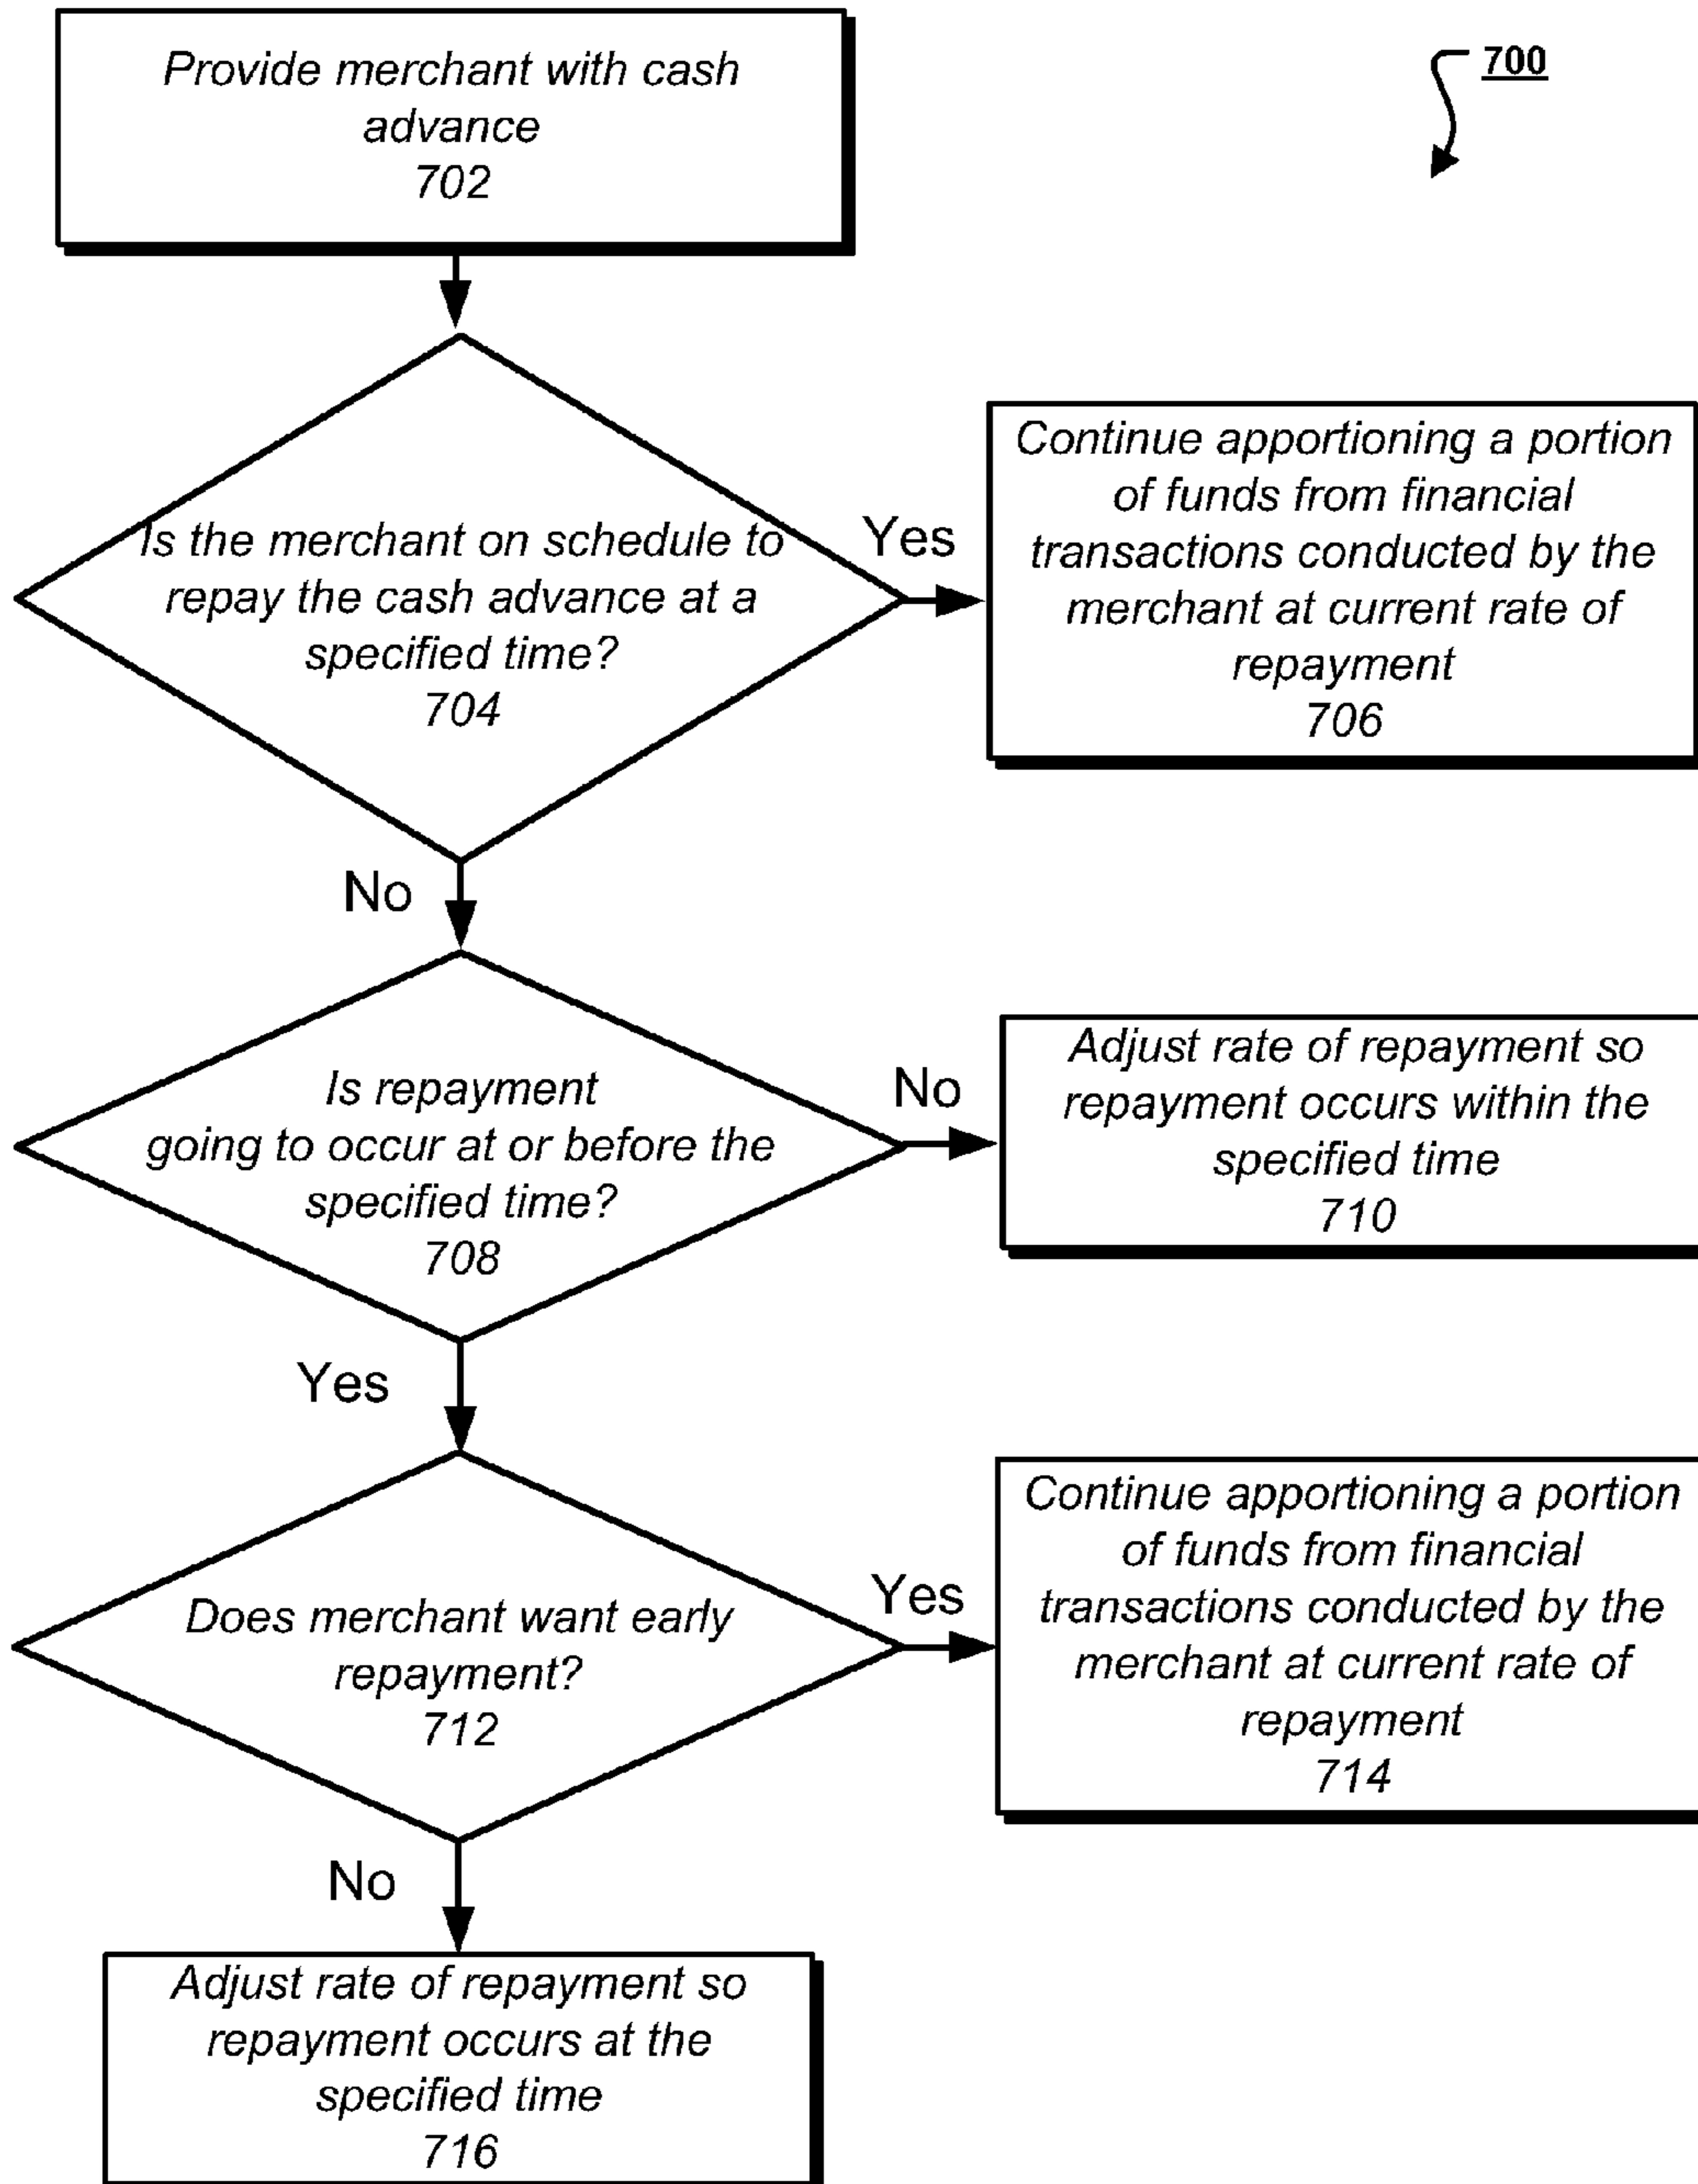 Provide merchant with cash
advance
702
700
Is the merchant on schedule to
repay the cash advance at a
specified time?
704
Yes
Continue apportioning a portion
of funds from financial
transactions conducted by the
merchant at current rate of
repayment
706
No
Is repayment
going to occur at or before the
specified time?
708
No
Adjust rate of repayment so
repayment occurs within the
specified time
710
Yes
Does merchant want early
repayment?
712
Yes
Continue apportioning a portion
of funds from financial
transactions conducted by the
merchant at current rate of
repayment
714
No
Adjust rate of repayment so
repayment occurs at the
specified time
716